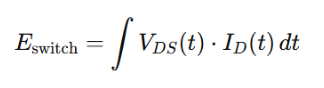 E_switch = ∫ V_DS(t) · I_D(t) dt